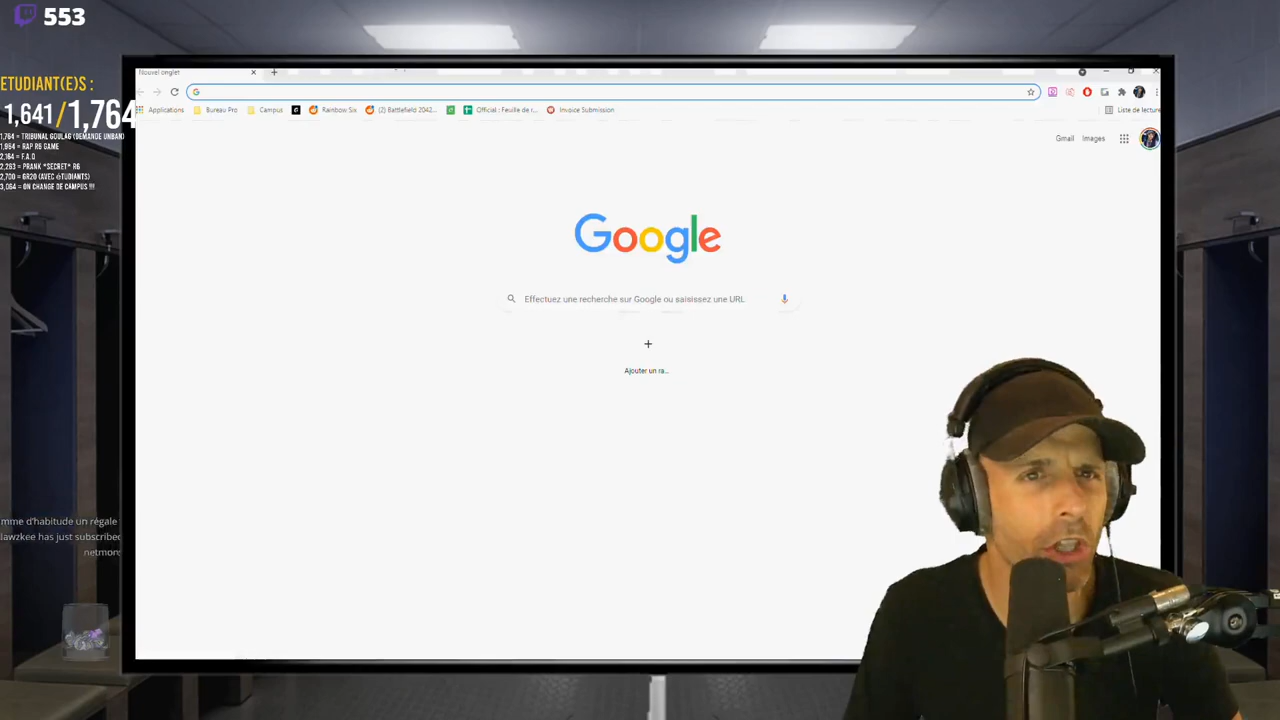 553
ETUDIANT(E)S :
1,641/1,764
1,764 = TRIBUNAL GOULAG (DEMANDE UNBAN)
1,964 = RAP R6 GAME
2,164 = F.A.Q
2,263 = PRANK *SECRET* R6
2,700 = GR20 (AVEC éTUDIANTS)
3,064 = ON CHANGE DE CAMPUS !!!
Nouvel onglet
Applications Bureau Pro Campus Rainbow Six (2) Battlefield 2042... Official : Feuille de r... Invoice Submission Liste de lecture
Gmail Images
Google
Effectuez une recherche sur Google ou saisissez une URL
Ajouter un ra...
mme d'habitude un régale
lawzkee has just subscribed
netmon